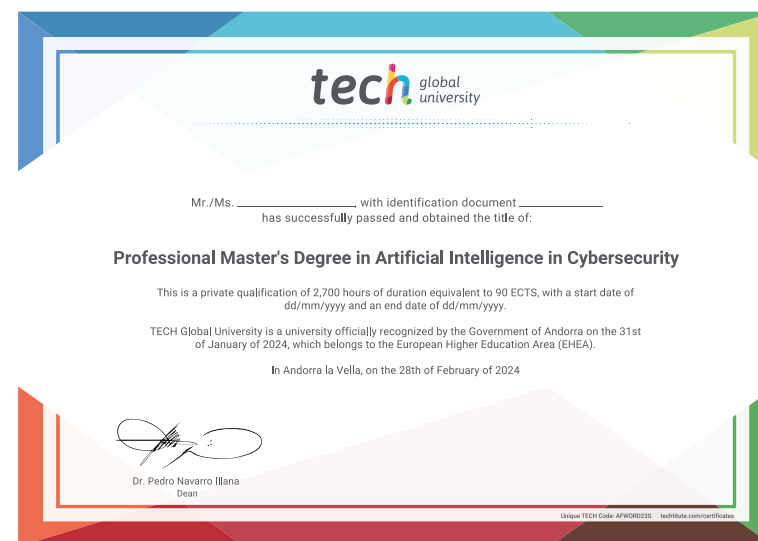 tech global
university
Mr./Ms. ____________________, with identification document ______________
has successfully passed and obtained the title of:
Professional Master's Degree in Artificial Intelligence in Cybersecurity
This is a private qualification of 2,700 hours of duration equivalent to 90 ECTS, with a start date of
dd/mm/yyyy and an end date of dd/mm/yyyy.
TECH Global University is a university officially recognized by the Government of Andorra on the 31st
of January of 2024, which belongs to the European Higher Education Area (EHEA).
In Andorra la Vella, on the 28th of February of 2024
Dr. Pedro Navarro Illana
Dean
Unique TECH Code: AFWORD23S techtitute.com/certificates